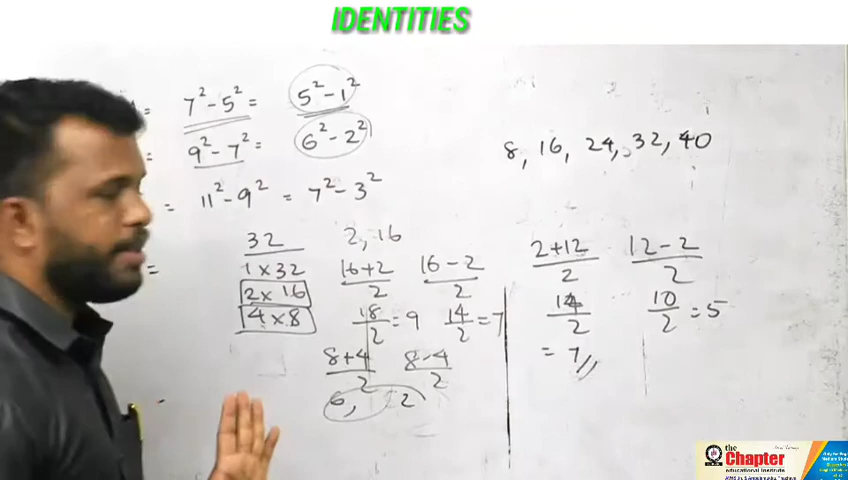 IDENTITIES
= 7² - 5² = 5² - 1²
= 9² - 7² = 6² - 2²
= 11² - 9² = 7² - 3²
=
8, 16, 24, 32, 40
32
1 × 32
2 × 16
4 × 8
2, 16
16+2/2 16-2/2
18/2 = 9 14/2 = 7
8+4/2 8-4/2
6, 2
2+12/2 12-2/2
14/2 10/2 = 5
= 7//
the
Chapter
educational institute